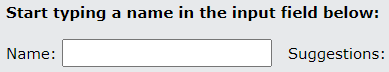 Start typing a name in the input field below:
Name: Suggestions: